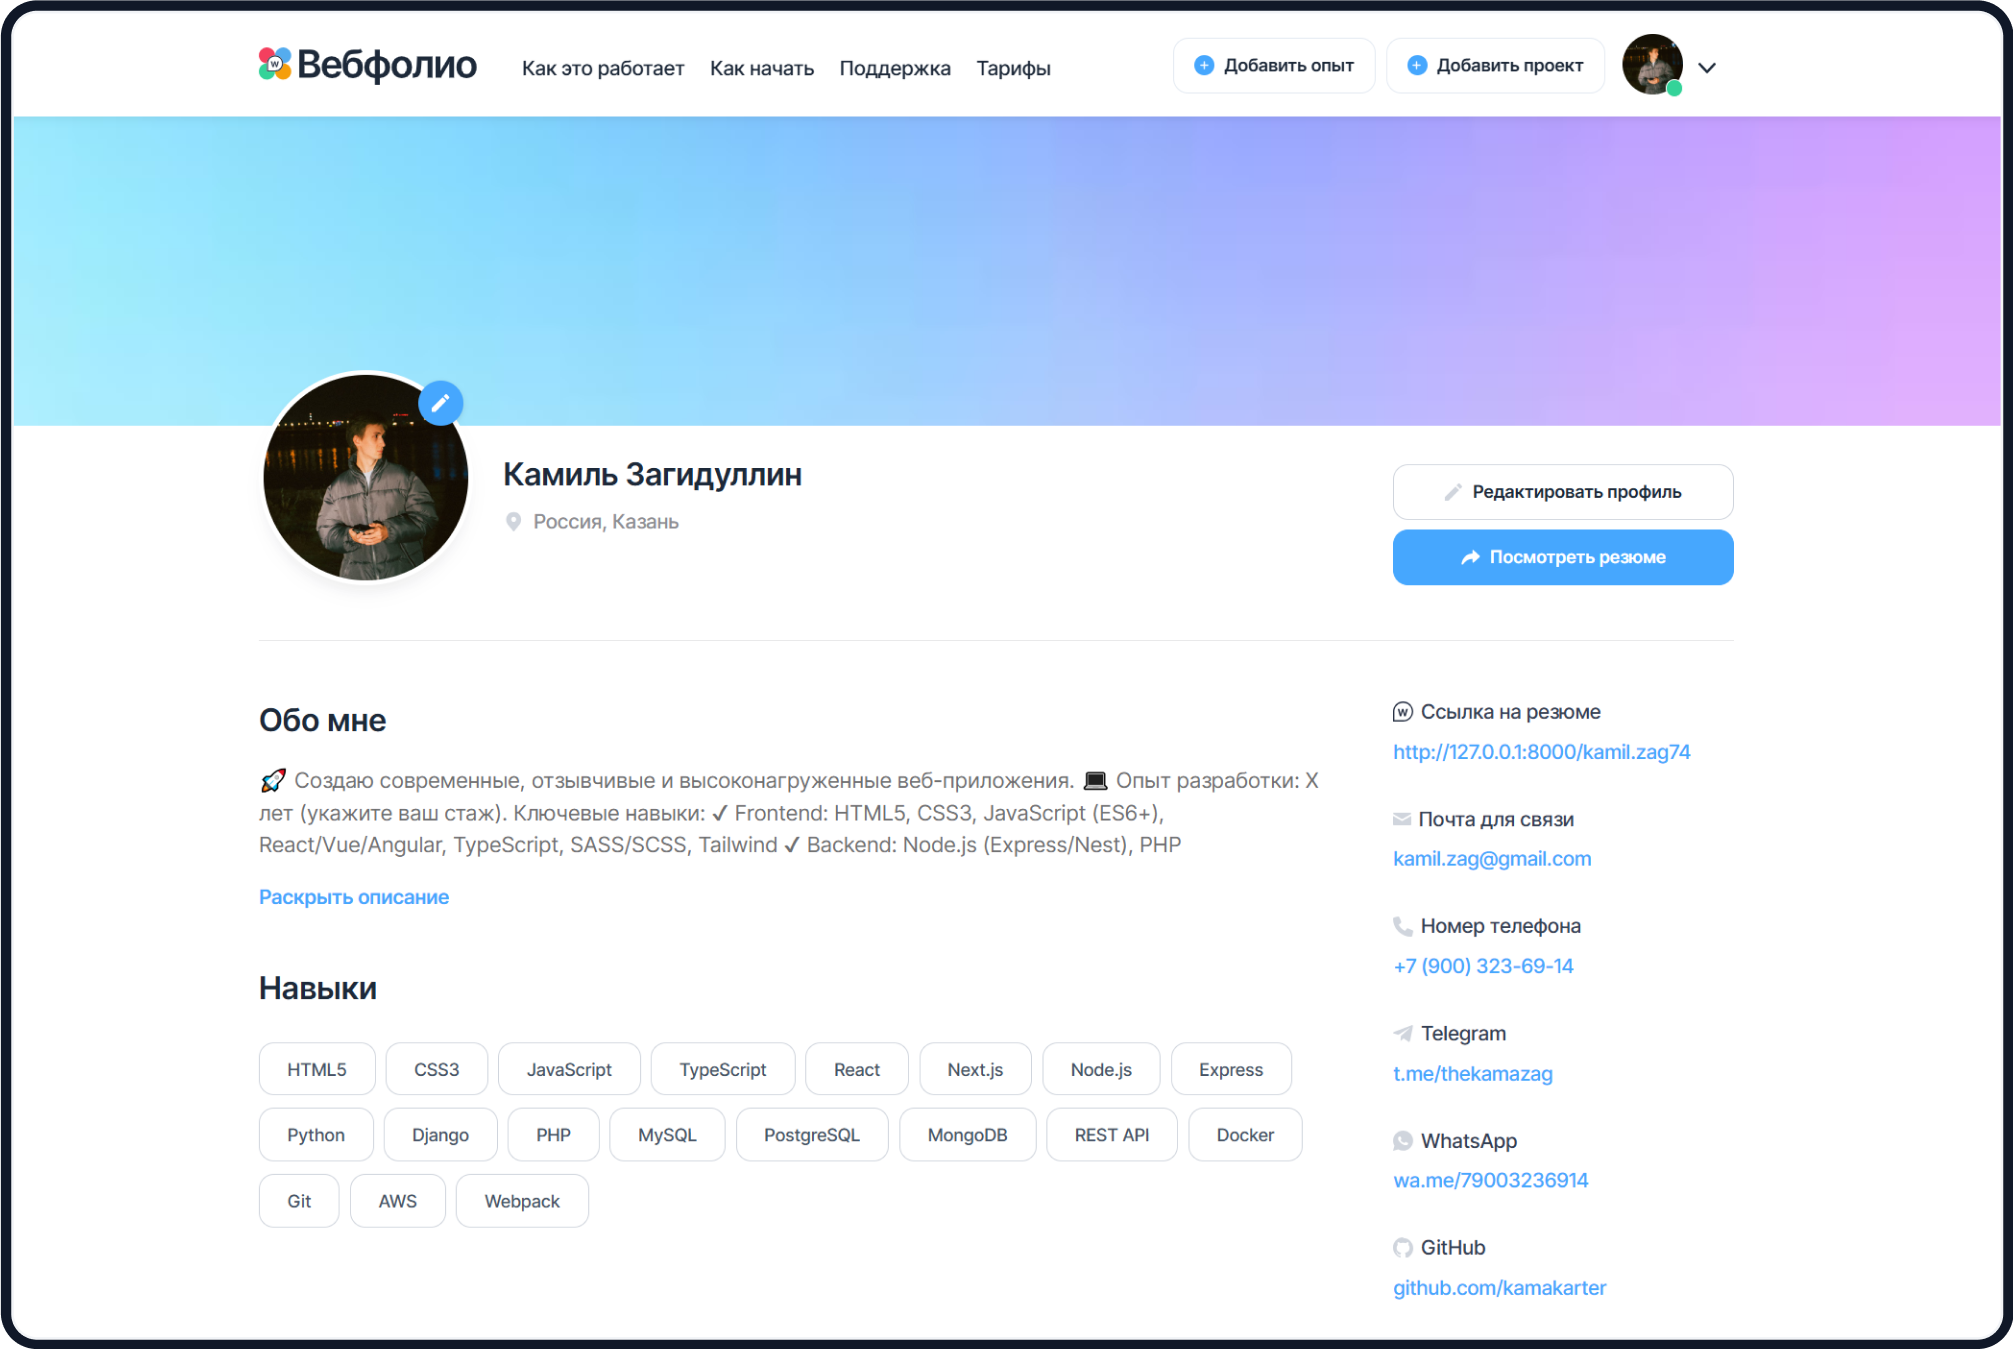 Вебфолио
Как это работает
Как начать
Поддержка
Тарифы
Добавить опыт
Добавить проект
Камиль Загидуллин
Россия, Казань
Редактировать профиль
Посмотреть резюме
Обо мне
🚀 Создаю современные, отзывчивые и высоконагруженные веб-приложения. 💻 Опыт разработки: X
лет (укажите ваш стаж). Ключевые навыки: ✔ Frontend: HTML5, CSS3, JavaScript (ES6+),
React/Vue/Angular, TypeScript, SASS/SCSS, Tailwind ✔ Backend: Node.js (Express/Nest), PHP
Раскрыть описание
Навыки
HTML5
CSS3
JavaScript
TypeScript
React
Next.js
Node.js
Express
Python
Django
PHP
MySQL
PostgreSQL
MongoDB
REST API
Docker
Git
AWS
Webpack
Ссылка на резюме
http://127.0.0.1:8000/kamil.zag74
Почта для связи
kamil.zag@gmail.com
Номер телефона
+7 (900) 323-69-14
Telegram
t.me/thekamazag
WhatsApp
wa.me/79003236914
GitHub
github.com/kamakarter